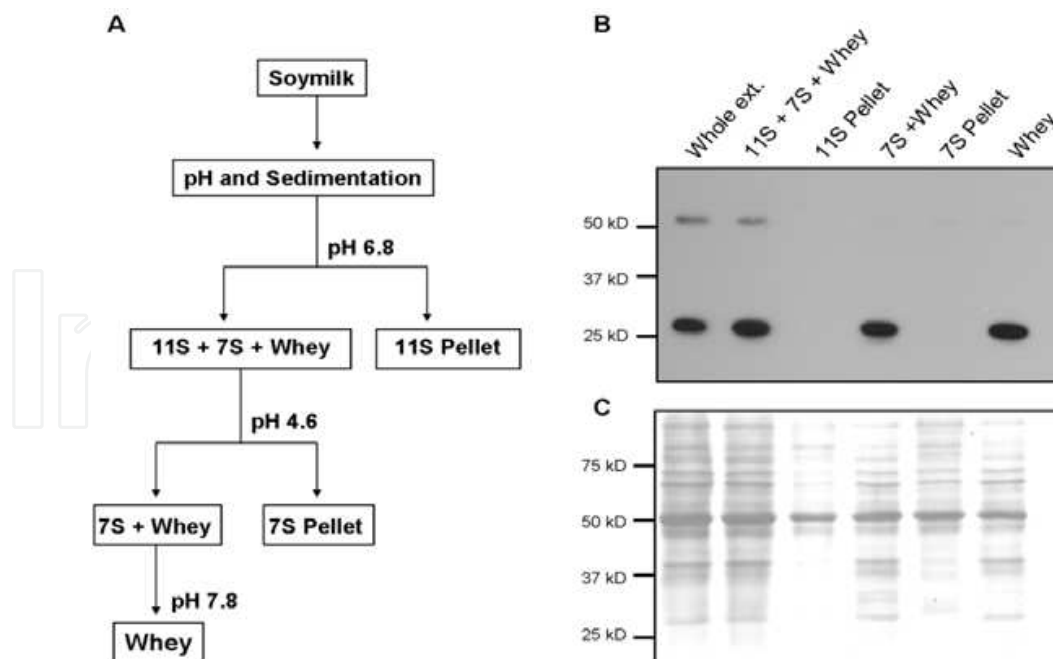 A
Soymilk
pH and Sedimentation
pH 6.8
11S + 7S + Whey
11S Pellet
pH 4.6
7S + Whey
7S Pellet
pH 7.8
Whey
B
Whole ext.
11S + 7S + Whey
11S Pellet
7S +Whey
7S Pellet
Whey
50 kD
37 kD
25 kD
C
75 kD
50 kD
37 kD
25 kD